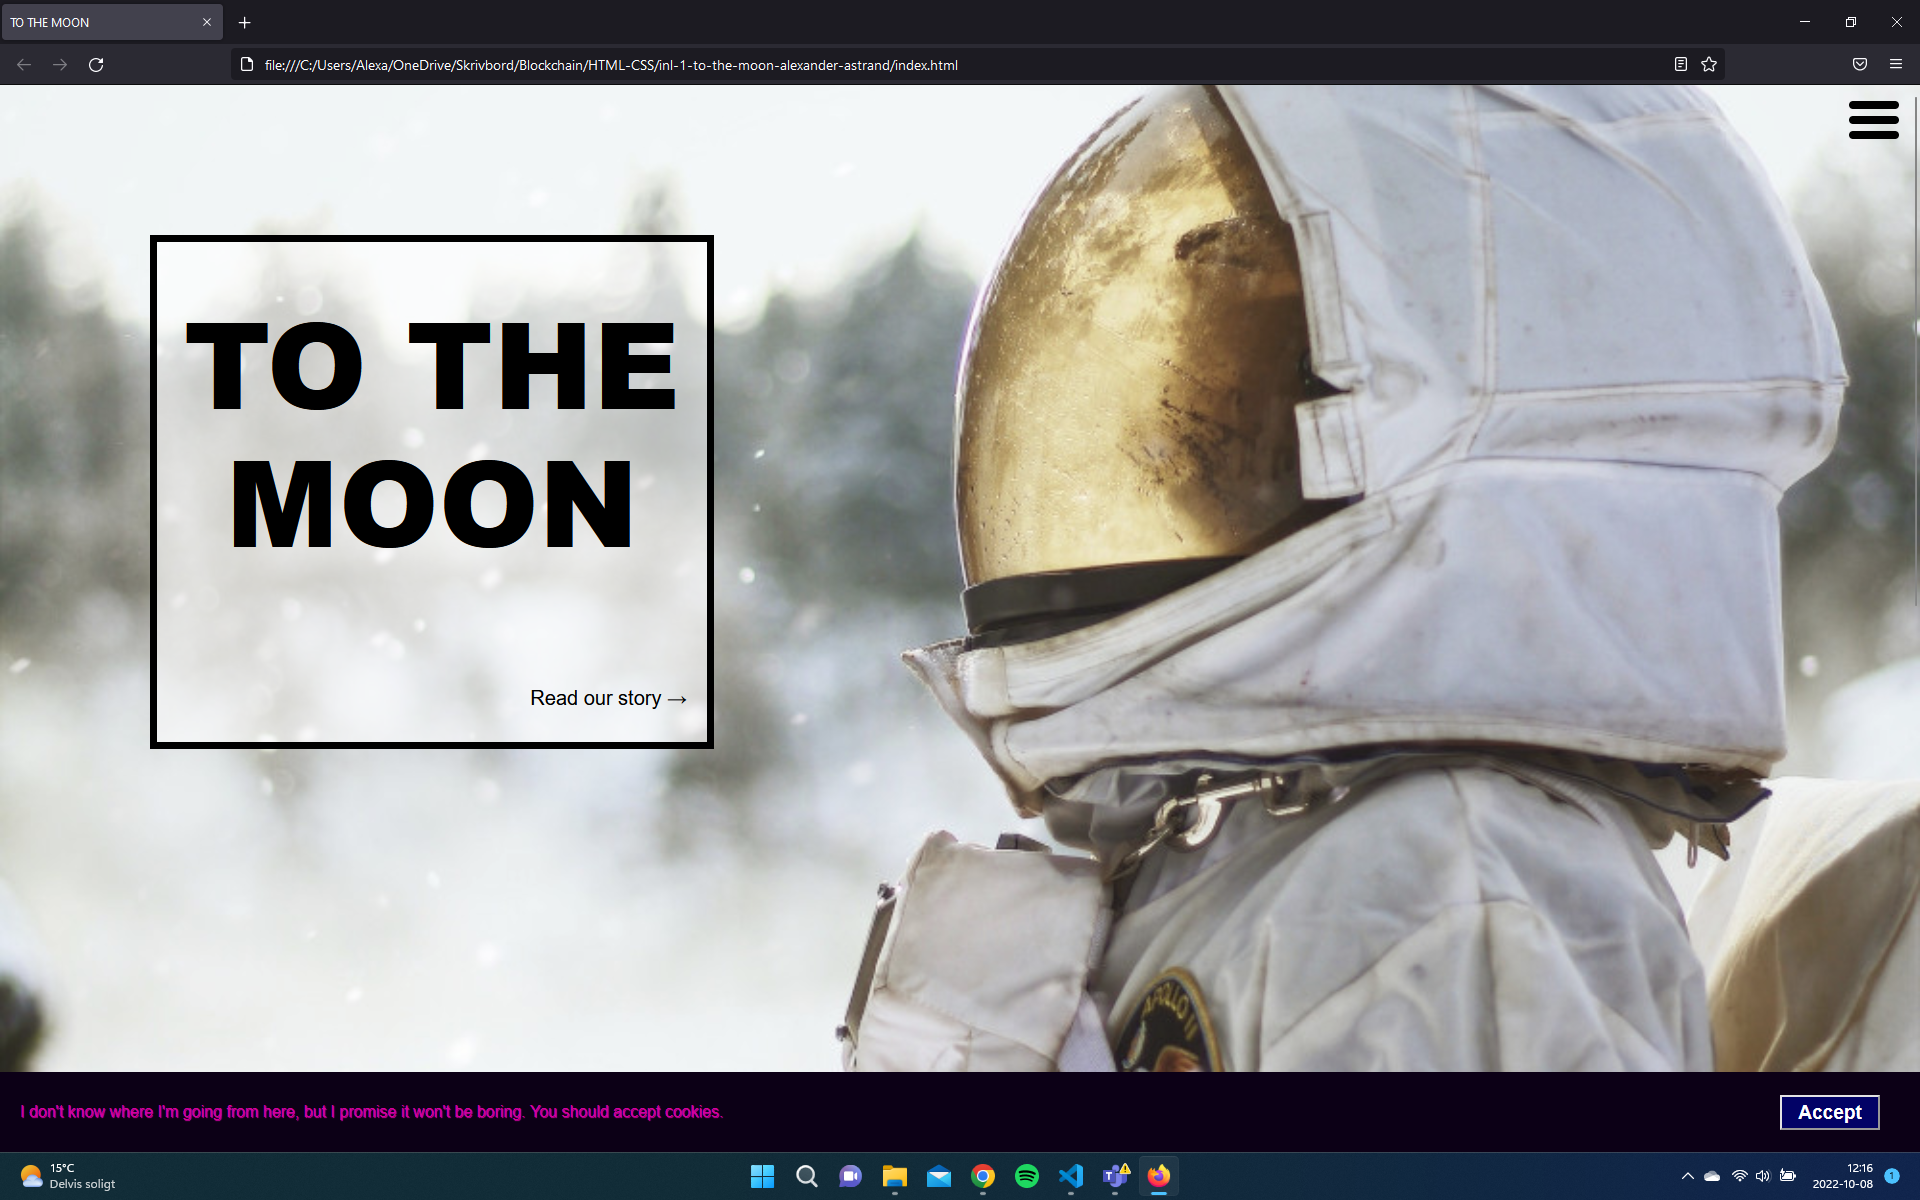 TO THE MOON
file:///C:/Users/Alexa/OneDrive/Skrivbord/Blockchain/HTML-CSS/inl-1-to-the-moon-alexander-astrand/index.html
TO THE
MOON
Read our story →
APOLLO 11
I don't know where I'm going from here, but I promise it won't be boring. You should accept cookies.
Accept
15°C
Delvis soligt
12:16
2022-10-08
1